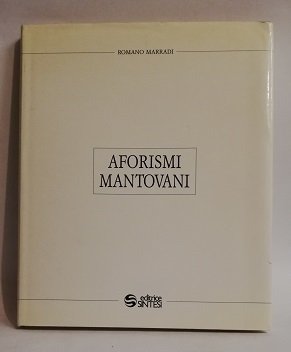 ROMANO MARRADI
AFORISMI
MANTOVANI
editrice
SINTESI